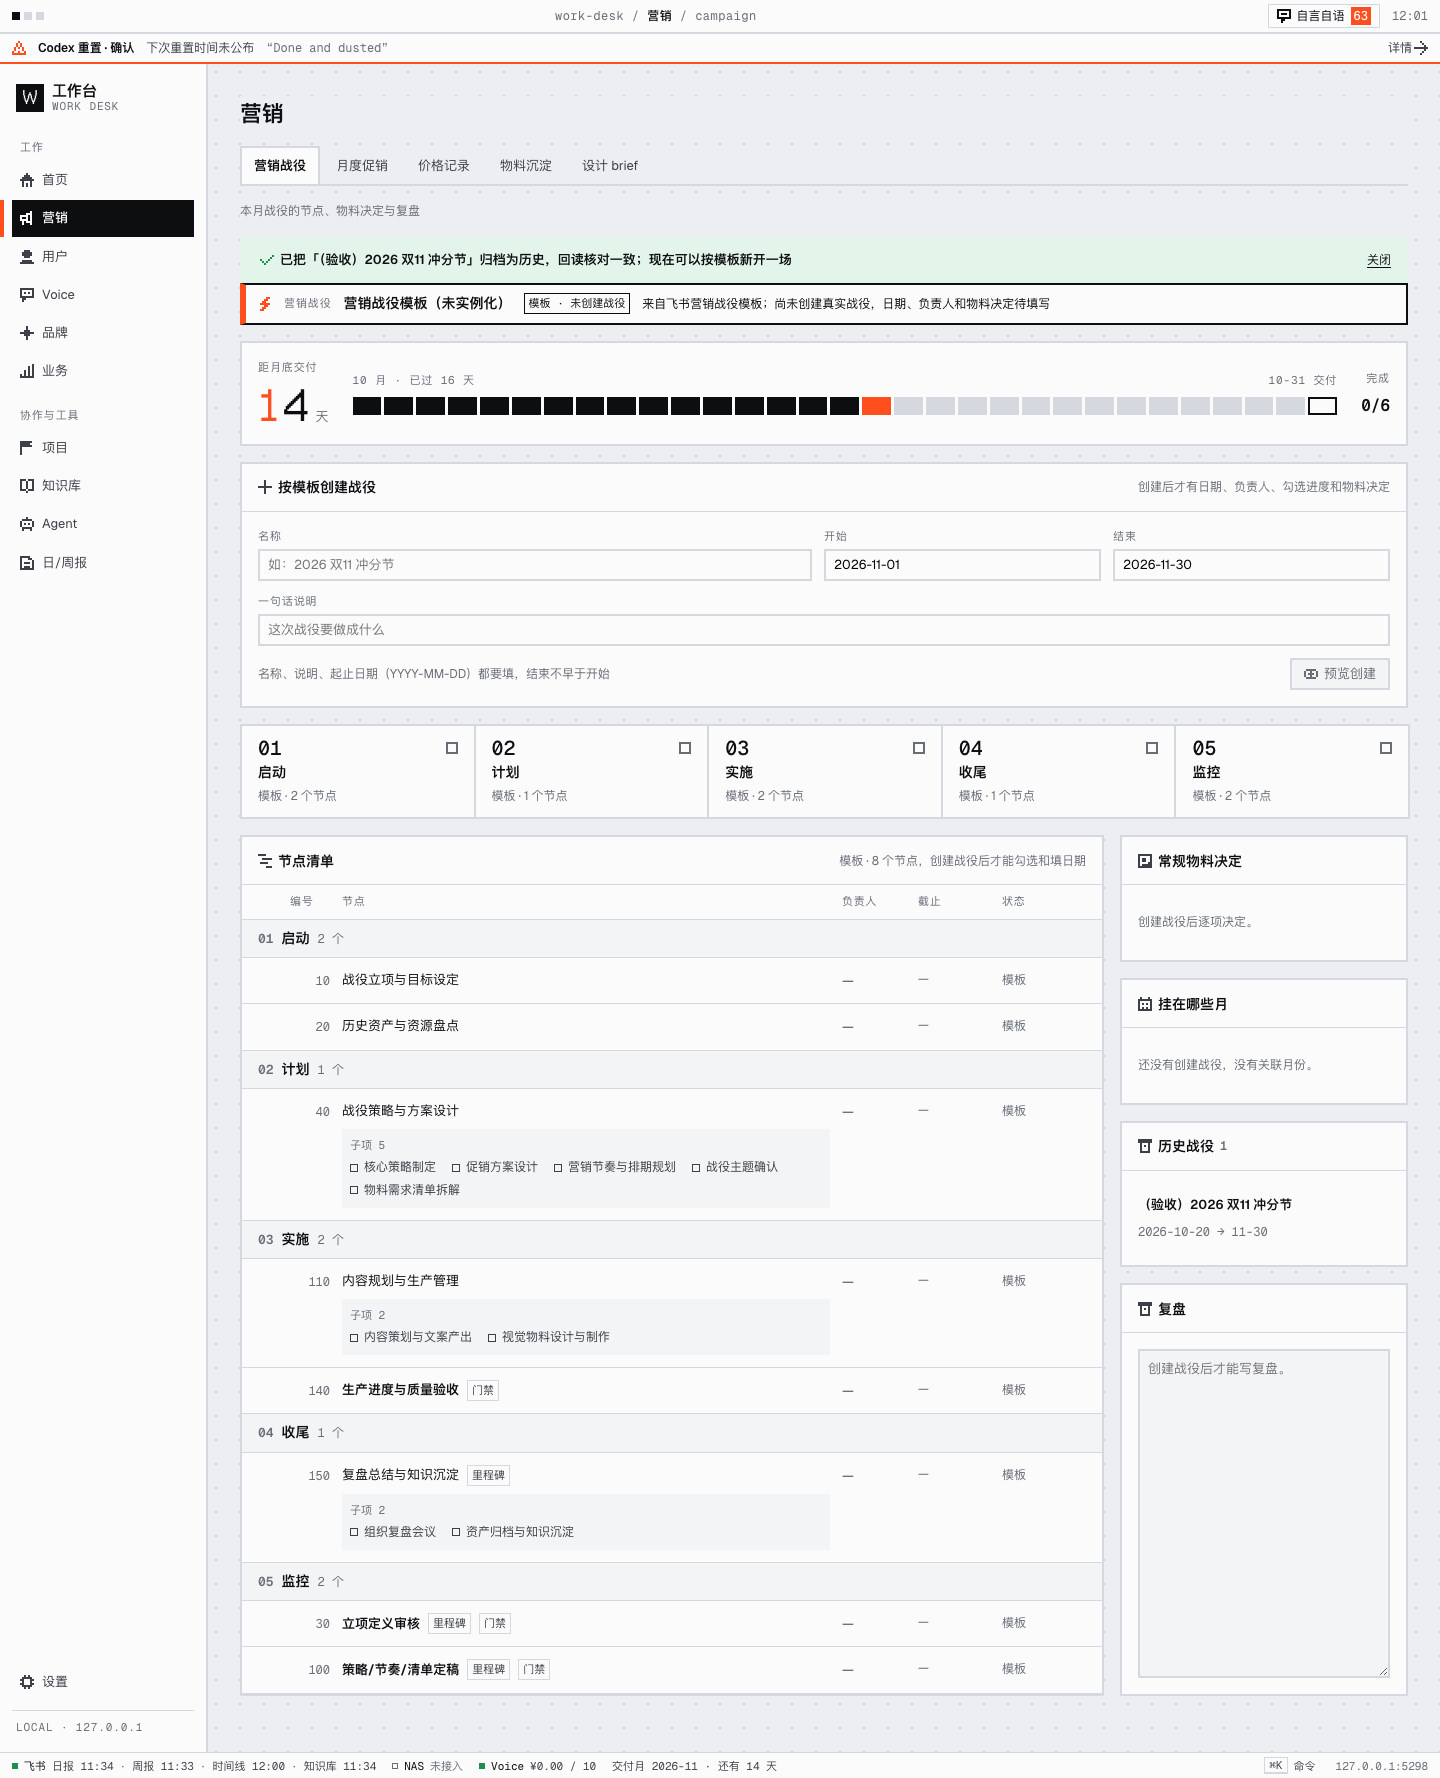 work-desk / 营销 / campaign
自言自语 63 12:01
Codex 重置 · 确认 下次重置时间未公布 “Done and dusted” 详情
W 工作台
WORK DESK
工作
首页
营销
用户
Voice
品牌
业务
协作与工具
项目
知识库
Agent
日/周报
设置
LOCAL · 127.0.0.1
营销
营销战役 月度促销 价格记录 物料沉淀 设计 brief
本月战役的节点、物料决定与复盘
已把「（验收）2026 双11 冲分节」归档为历史，回读核对一致；现在可以按模板新开一场 关闭
营销战役 营销战役模板（未实例化） 模板 · 未创建战役 来自飞书营销战役模板；尚未创建真实战役，日期、负责人和物料决定待填写
距月底交付
14 天
10 月 · 已过 16 天 10-31 交付
完成
0/6
按模板创建战役 创建后才有日期、负责人、勾选进度和物料决定
名称 开始 结束
如：2026 双11 冲分节 2026-11-01 2026-11-30
一句话说明
这次战役要做成什么
名称、说明、起止日期（YYYY-MM-DD）都要填，结束不早于开始 预览创建
01 启动 模板 · 2 个节点
02 计划 模板 · 1 个节点
03 实施 模板 · 2 个节点
04 收尾 模板 · 1 个节点
05 监控 模板 · 2 个节点
节点清单 模板 · 8 个节点，创建战役后才能勾选和填日期
编号 节点 负责人 截止 状态
01 启动 2 个
10 战役立项与目标设定 — — 模板
20 历史资产与资源盘点 — — 模板
02 计划 1 个
40 战役策略与方案设计 — — 模板
子项 5
核心策略制定 促销方案设计 营销节奏与排期规划 战役主题确认
物料需求清单拆解
03 实施 2 个
110 内容规划与生产管理 — — 模板
子项 2
内容策划与文案产出 视觉物料设计与制作
140 生产进度与质量验收 门禁 — — 模板
04 收尾 1 个
150 复盘总结与知识沉淀 里程碑 — — 模板
子项 2
组织复盘会议 资产归档与知识沉淀
05 监控 2 个
30 立项定义审核 里程碑 门禁 — — 模板
100 策略/节奏/清单定稿 里程碑 门禁 — — 模板
常规物料决定
创建战役后逐项决定。
挂在哪些月
还没有创建战役，没有关联月份。
历史战役 1
（验收）2026 双11 冲分节
2026-10-20 → 11-30
复盘
创建战役后才能写复盘。
飞书 日报 11:34 · 周报 11:33 · 时间线 12:00 · 知识库 11:34 NAS 未接入 Voice ¥0.00 / 10 交付月 2026-11 · 还有 14 天 ⌘K 命令 127.0.0.1:5298